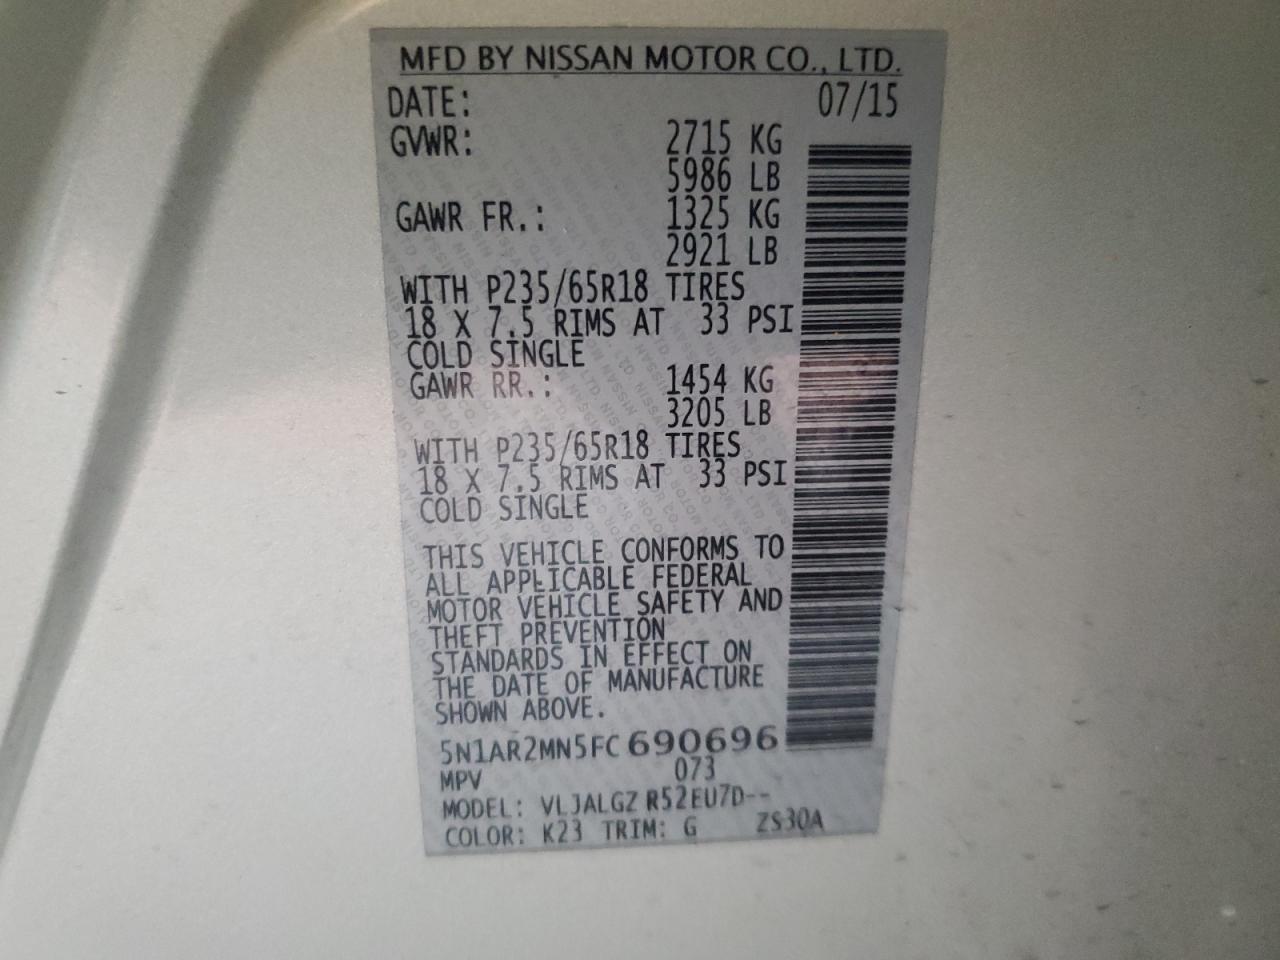 MFD BY NISSAN MOTOR CO., LTD.
DATE: 07/15
GVWR: 2715 KG
5986 LB
GAWR FR.: 1325 KG
2921 LB
WITH P235/65R18 TIRES
18 X 7.5 RIMS AT 33 PSI
COLD SINGLE
GAWR RR.: 1454 KG
3205 LB
WITH P235/65R18 TIRES
18 X 7.5 RIMS AT 33 PSI
COLD SINGLE
THIS VEHICLE CONFORMS TO
ALL APPLICABLE FEDERAL
MOTOR VEHICLE SAFETY AND
THEFT PREVENTION
STANDARDS IN EFFECT ON
THE DATE OF MANUFACTURE
SHOWN ABOVE.
5N1AR2MN5FC690696
MPV 073
MODEL: VLJALGZ R52EU7D--
COLOR: K23 TRIM: G ZS30A